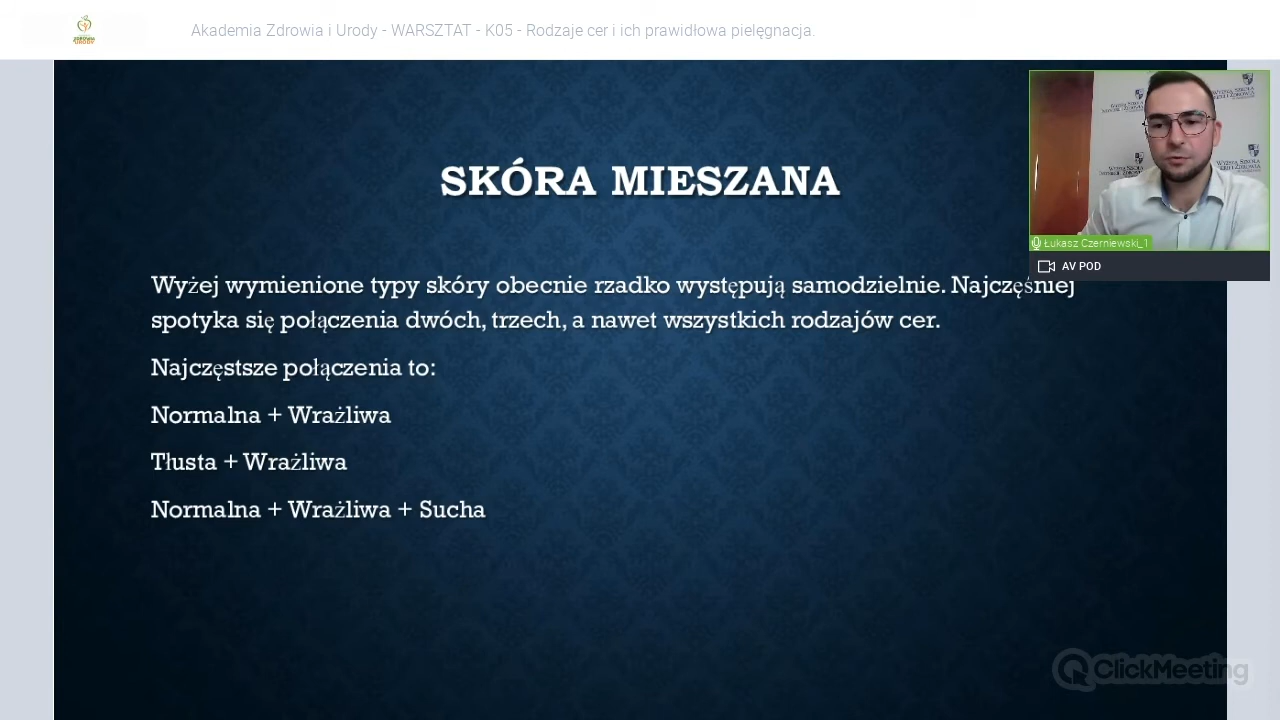 Akademia Zdrowia i Urody - WARSZTAT - K05 - Rodzaje cer i ich prawidłowa pielęgnacja.
SKÓRA MIESZANA
Wyżej wymienione typy skóry obecnie rzadko występują samodzielnie. Najczęśniej
spotyka się połączenia dwóch, trzech, a nawet wszystkich rodzajów cer.
Najczęstsze połączenia to:
Normalna + Wrażliwa
Tłusta + Wrażliwa
Normalna + Wrażliwa + Sucha
Łukasz Czerniewski_1
AV POD
ClickMeeting